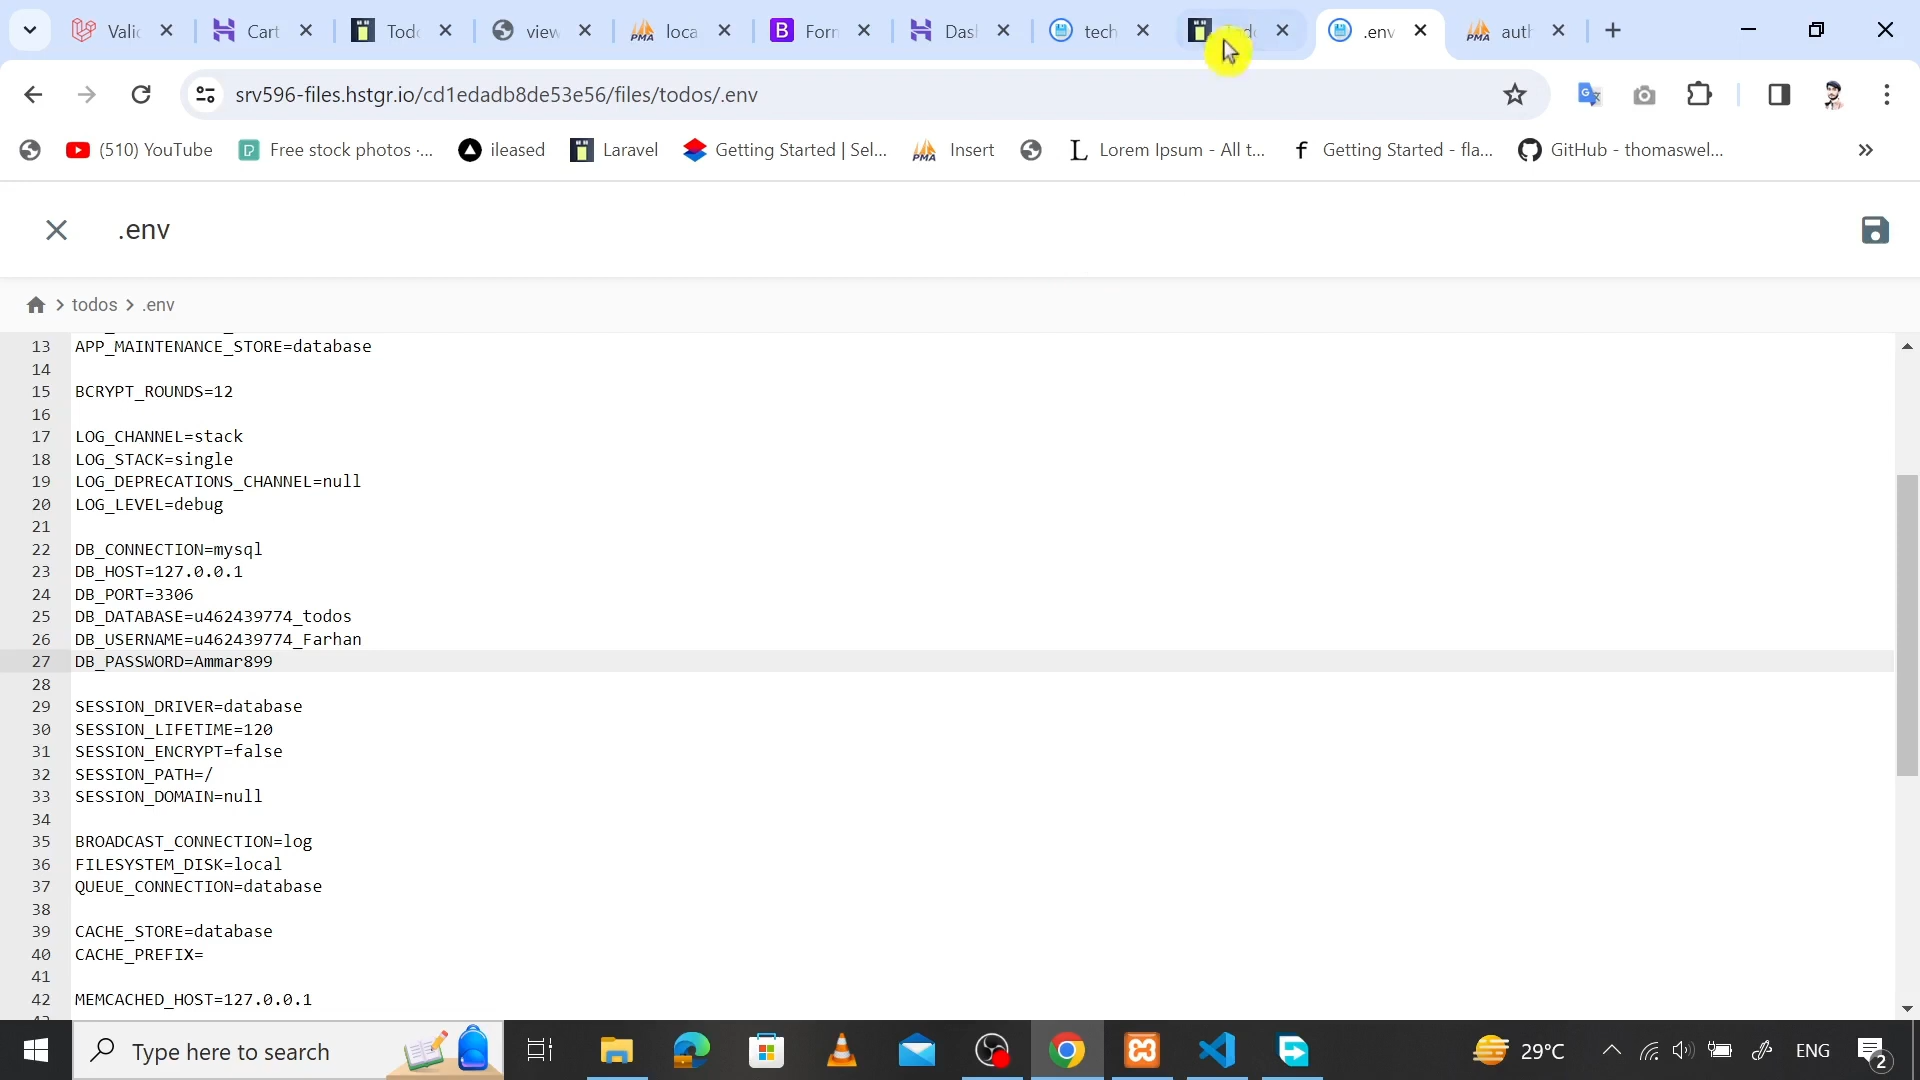 Valid
Cart
Todo
view
loca
Forr
Dasl
tech
.env
auth
srv596-files.hstgr.io/cd1edadb8de53e56/files/todos/.env
(510) YouTube
Free stock photos ·...
ileased
Laravel
Getting Started | Sel...
Insert
Lorem Ipsum - All t...
Getting Started - fla...
GitHub - thomaswel...
.env
todos > .env
13 APP_MAINTENANCE_STORE=database
14
15 BCRYPT_ROUNDS=12
16
17 LOG_CHANNEL=stack
18 LOG_STACK=single
19 LOG_DEPRECATIONS_CHANNEL=null
20 LOG_LEVEL=debug
21
22 DB_CONNECTION=mysql
23 DB_HOST=127.0.0.1
24 DB_PORT=3306
25 DB_DATABASE=u462439774_todos
26 DB_USERNAME=u462439774_Farhan
27 DB_PASSWORD=Ammar899
28
29 SESSION_DRIVER=database
30 SESSION_LIFETIME=120
31 SESSION_ENCRYPT=false
32 SESSION_PATH=/
33 SESSION_DOMAIN=null
34
35 BROADCAST_CONNECTION=log
36 FILESYSTEM_DISK=local
37 QUEUE_CONNECTION=database
38
39 CACHE_STORE=database
40 CACHE_PREFIX=
41
42 MEMCACHED_HOST=127.0.0.1
Type here to search
29°C
ENG
2